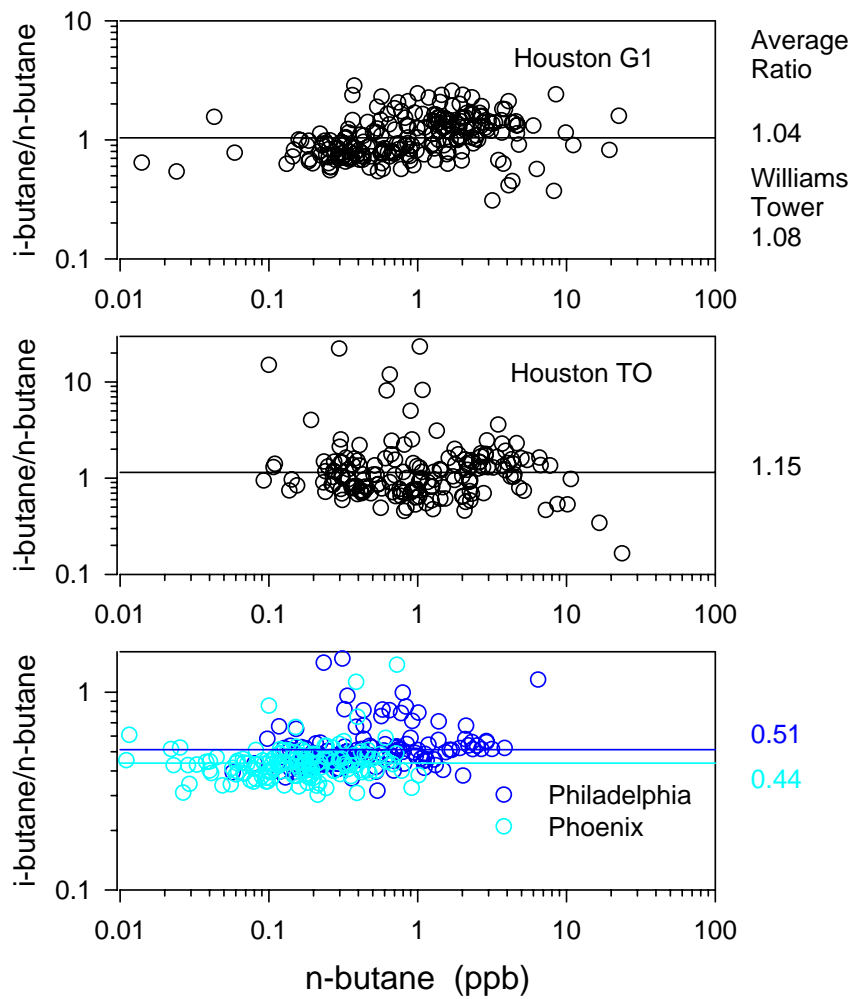 10
1
0.1
i-butane/n-butane
Houston G1
0.01 0.1 1 10 100
Average
Ratio
1.04
Williams
Tower
1.08
10
1
0.1
i-butane/n-butane
Houston TO
0.01 0.1 1 10 100
1.15
1
0.1
i-butane/n-butane
Philadelphia
Phoenix
0.01 0.1 1 10 100
0.51
0.44
n-butane (ppb)